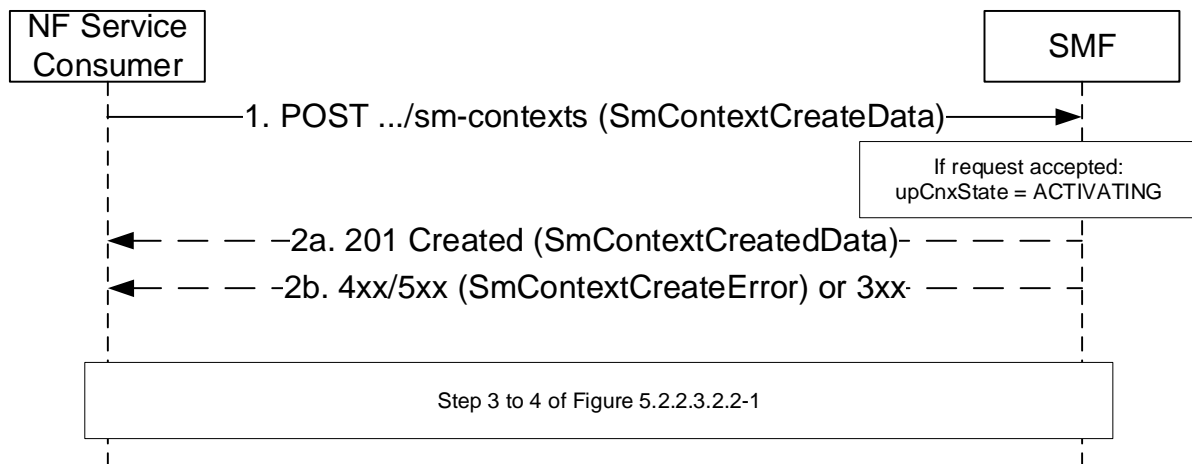 NF Service
Consumer
SMF
1. POST .../sm-contexts (SmContextCreateData)
If request accepted:
upCnxState = ACTIVATING
2a. 201 Created (SmContextCreatedData)
2b. 4xx/5xx (SmContextCreateError) or 3xx
Step 3 to 4 of Figure 5.2.2.3.2.2-1